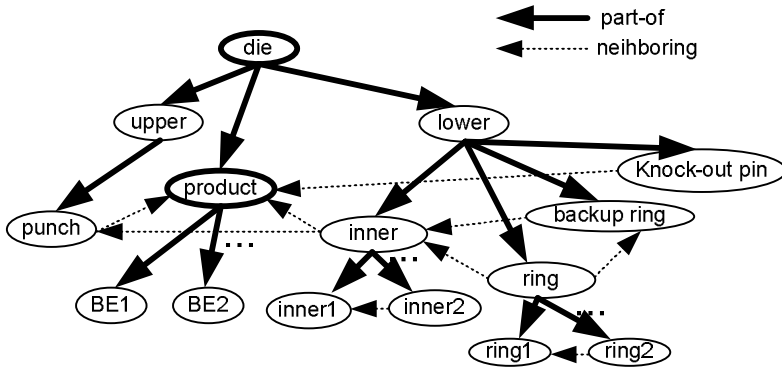 part-of
neihboring
die
upper
lower
product
Knock-out pin
punch
inner
backup ring
...
...
ring
BE1
BE2
inner1
inner2
...
ring1
ring2